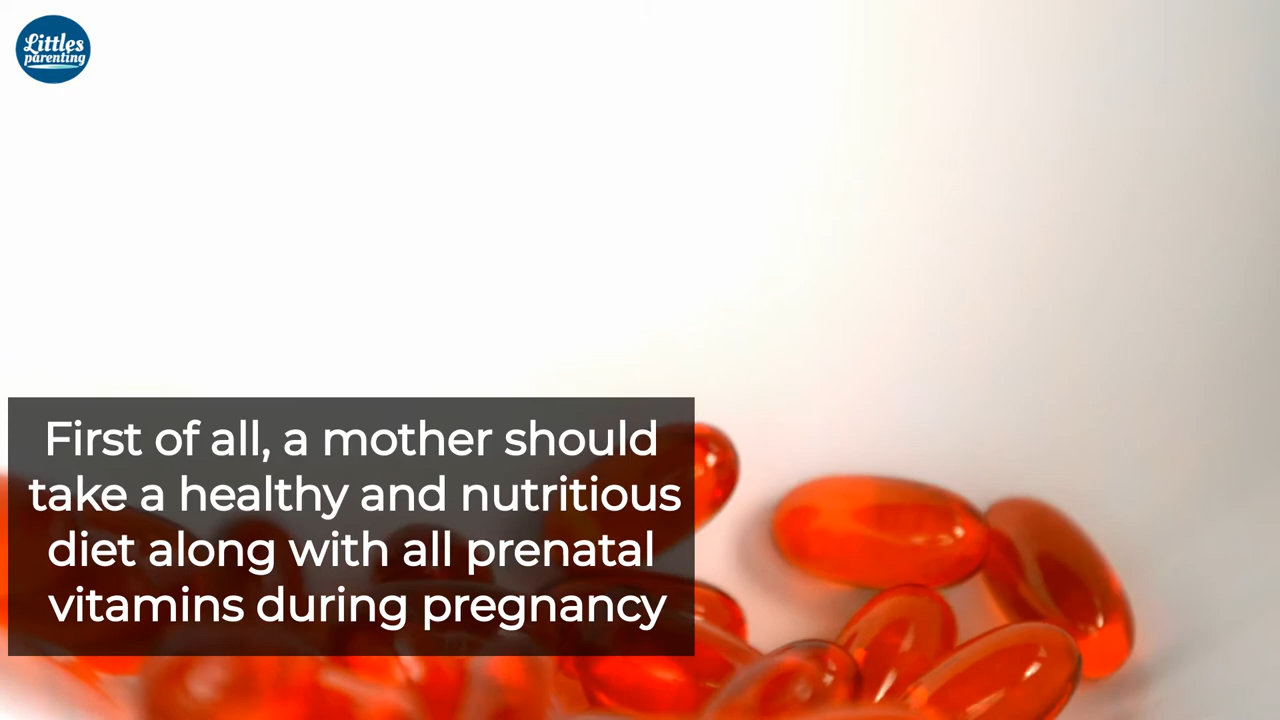 Littles
parenting
First of all, a mother should
take a healthy and nutritious
diet along with all prenatal
vitamins during pregnancy